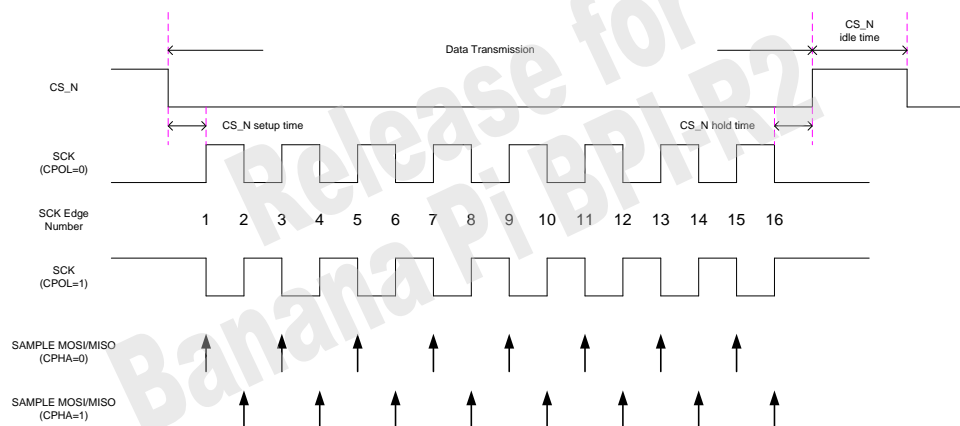 CS_N
idle time
Data Transmission
CS_N
CS_N setup time
CS_N hold time
SCK
(CPOL=0)
SCK Edge
Number
1 2 3 4 5 6 7 8 9 10 11 12 13 14 15 16
SCK
(CPOL=1)
SAMPLE MOSI/MISO
(CPHA=0)
SAMPLE MOSI/MISO
(CPHA=1)
Release for
Banana Pi BPI-R2